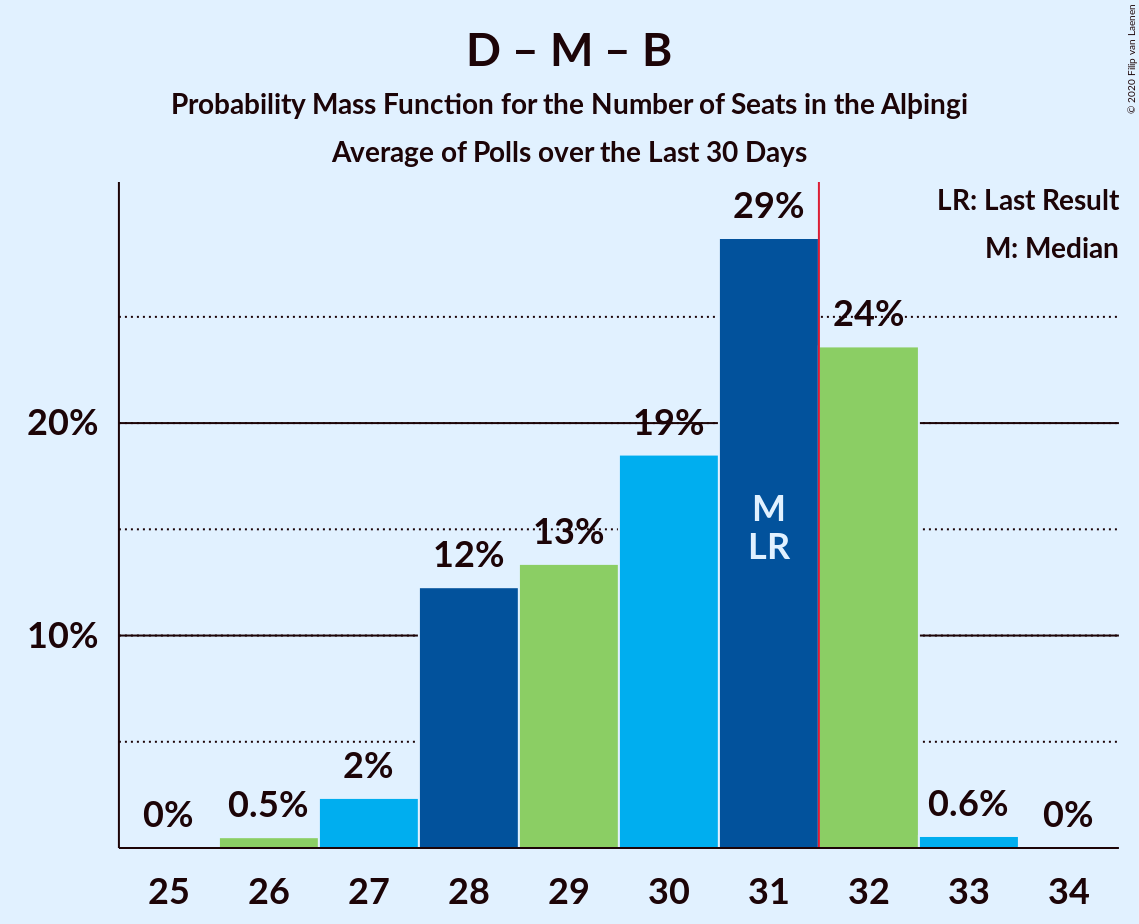 D – M – B
Probability Mass Function for the Number of Seats in the Alþingi
Average of Polls over the Last 30 Days
© 2020 Filip van Laenen
LR: Last Result
M: Median
20%
10%
0%
0.5%
2%
12%
13%
19%
29%
24%
0.6%
0%
M
LR
25 26 27 28 29 30 31 32 33 34